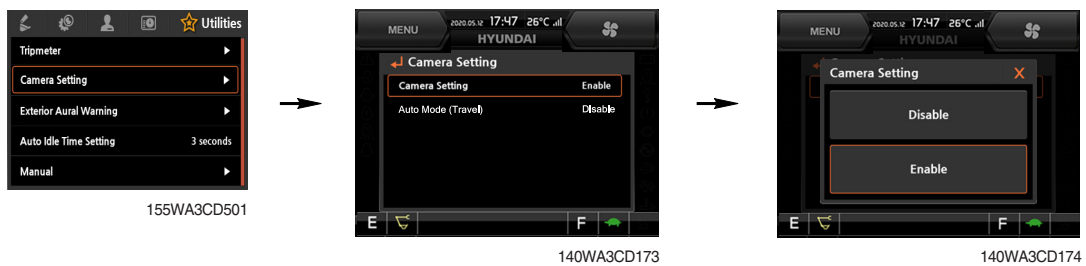 Utilities
Tripmeter
Camera Setting
Exterior Aural Warning
Auto Idle Time Setting 3 seconds
Manual
155WA3CD501
MENU 2020.05.12 17:47 26°C
HYUNDAI
Camera Setting
Camera Setting Enable
Auto Mode (Travel) Disable
E F
140WA3CD173
MENU 2020.05.12 17:47 26°C
HYUNDAI
Camera Setting X
Disable
Enable
E F
140WA3CD174